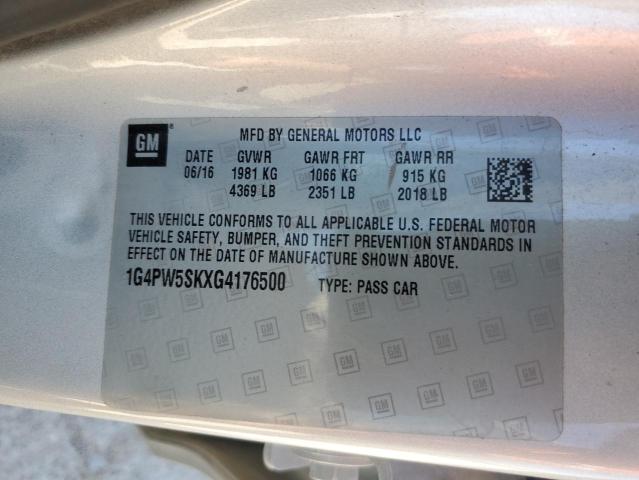 GM ® MFD BY GENERAL MOTORS LLC
DATE GVWR GAWR FRT GAWR RR
06/16 1981 KG 1066 KG 915 KG
4369 LB 2351 LB 2018 LB
THIS VEHICLE CONFORMS TO ALL APPLICABLE U.S. FEDERAL MOTOR
VEHICLE SAFETY, BUMPER, AND THEFT PREVENTION STANDARDS IN
EFFECT ON THE DATE OF MANUFACTURE SHOWN ABOVE.
1G4PW5SKXG4176500 TYPE: PASS CAR